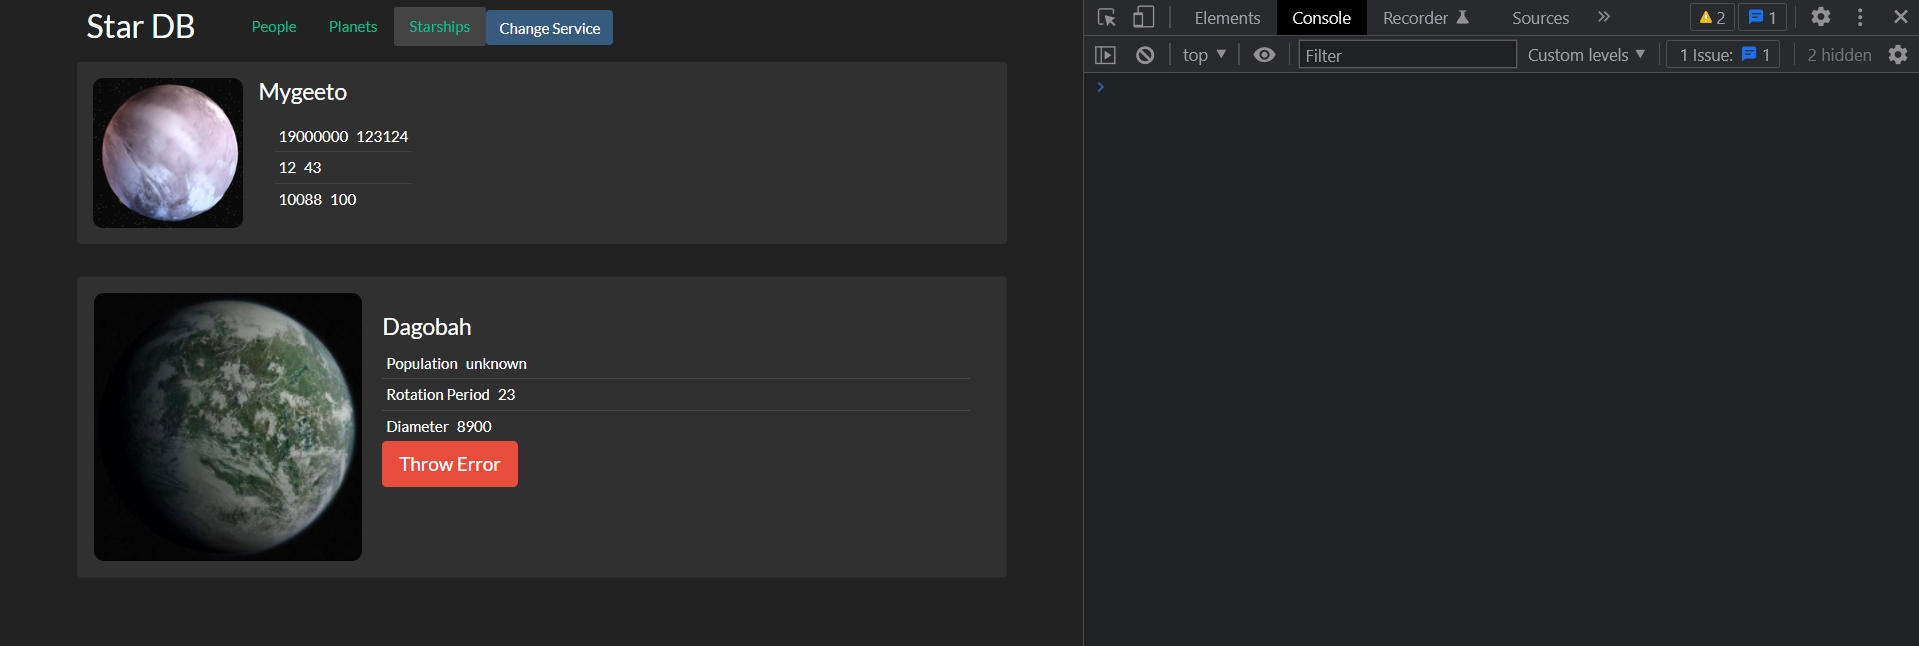 Star DB People Planets Starships Change Service
Mygeeto
19000000 123124
12 43
10088 100
Dagobah
Population unknown
Rotation Period 23
Diameter 8900
Throw Error
Elements Console Recorder Sources 2 1
top Filter Custom levels 1 Issue: 1 2 hidden